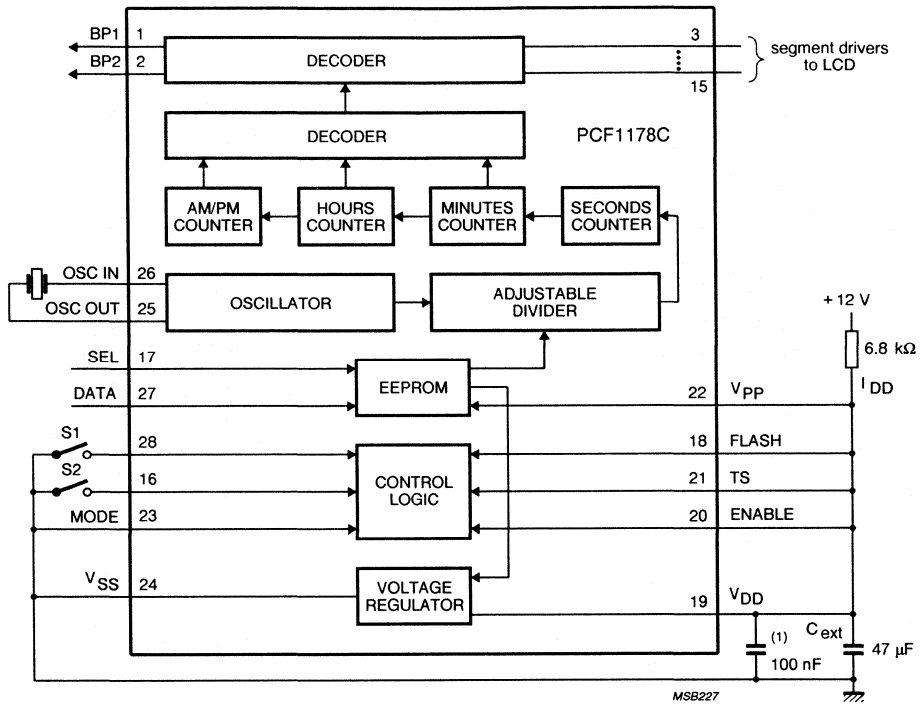 BP1 1
BP2 2
DECODER
3
15
segment drivers
to LCD
DECODER
PCF1178C
AM/PM
COUNTER
HOURS
COUNTER
MINUTES
COUNTER
SECONDS
COUNTER
OSC IN 26
OSC OUT 25
OSCILLATOR
ADJUSTABLE
DIVIDER
+ 12 V
6.8 kΩ
I DD
SEL 17
DATA 27
EEPROM
22 V PP
S1 28
S2 16
MODE 23
CONTROL
LOGIC
18 FLASH
21 TS
20 ENABLE
V SS 24
VOLTAGE
REGULATOR
19 V DD
(1)
100 nF
C ext
47 μF
MSB227